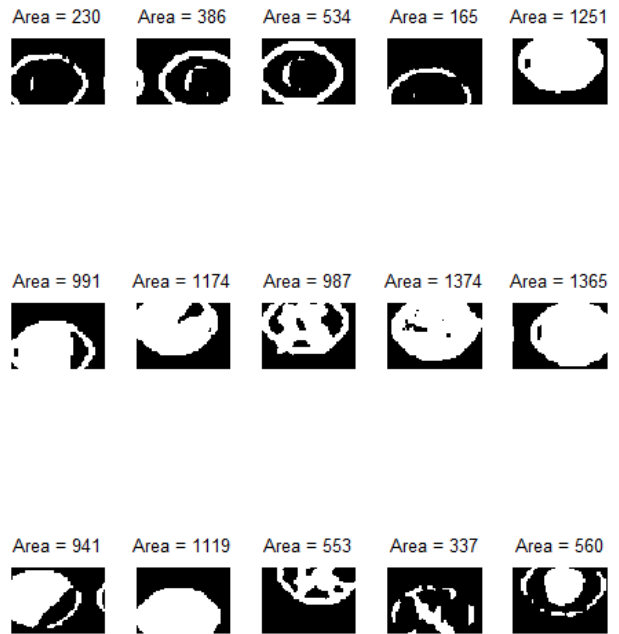 Area = 230 Area = 386 Area = 534 Area = 165 Area = 1251
Area = 991 Area = 1174 Area = 987 Area = 1374 Area = 1365
Area = 941 Area = 1119 Area = 553 Area = 337 Area = 560